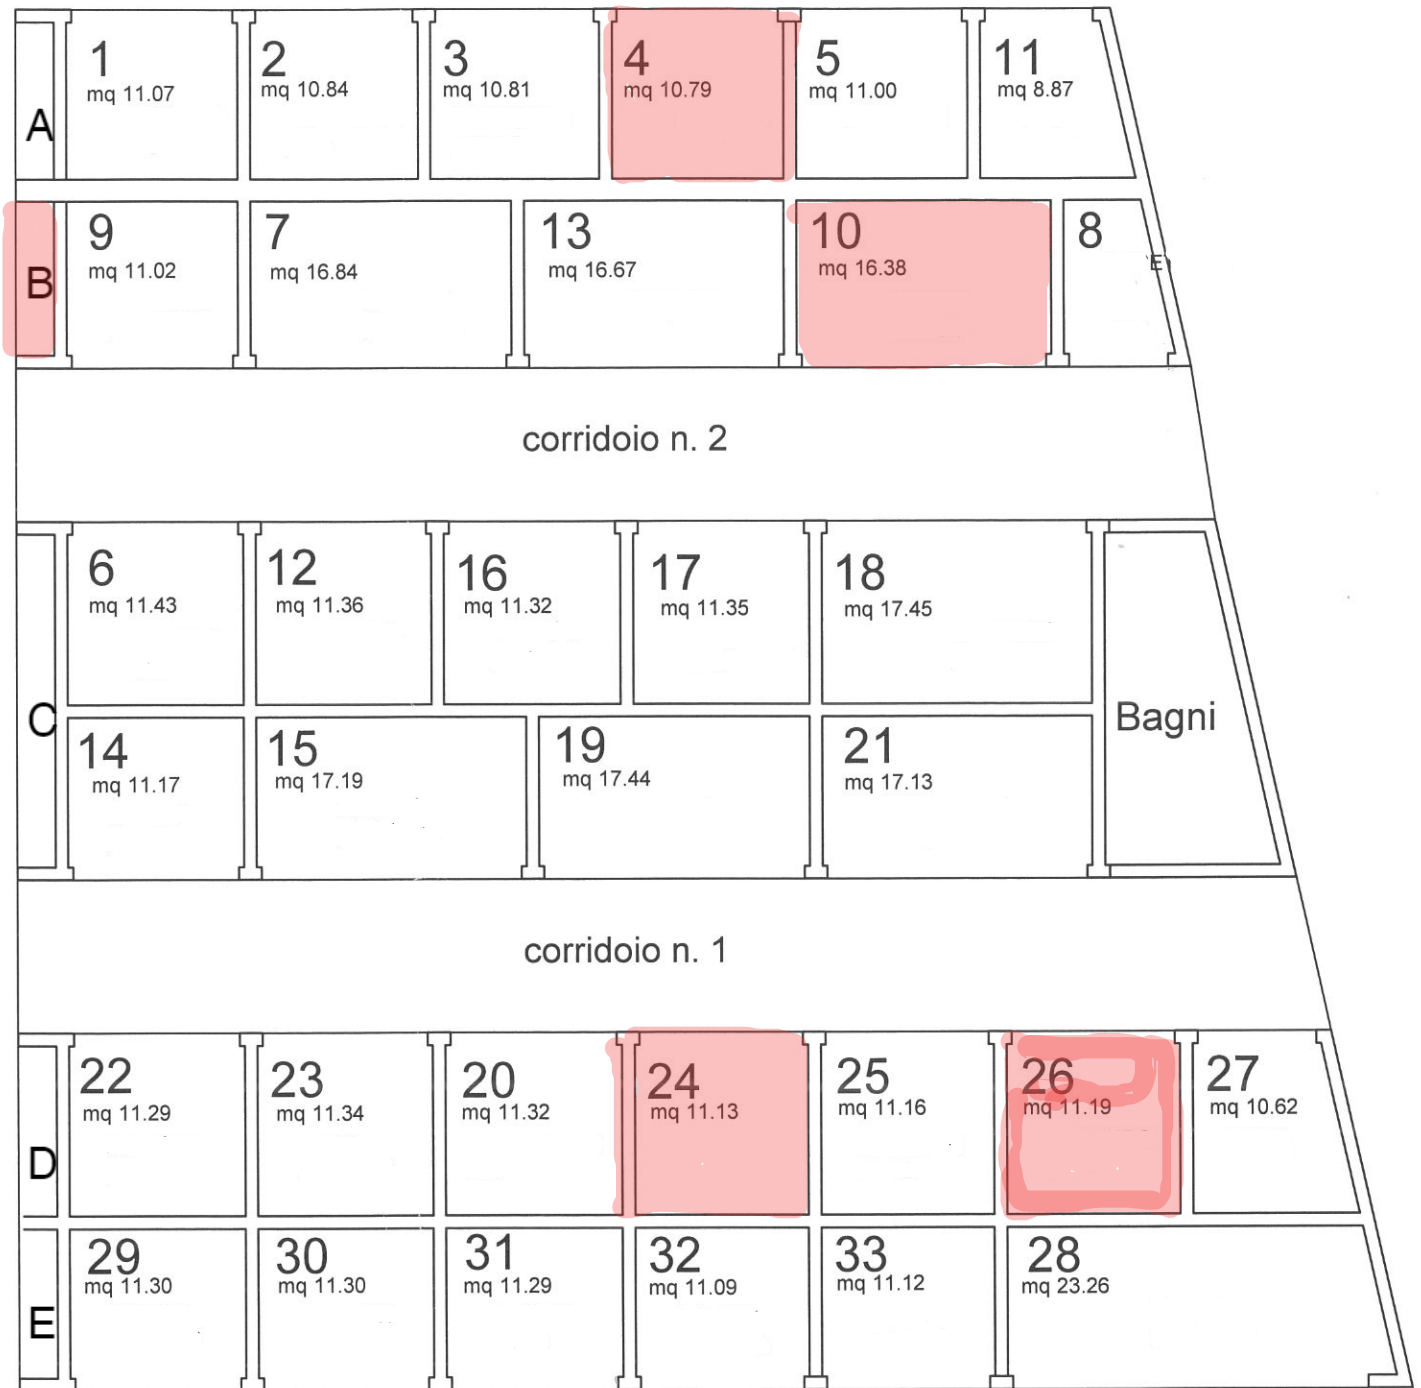 A
1
mq 11.07
2
mq 10.84
3
mq 10.81
4
mq 10.79
5
mq 11.00
11
mq 8.87
B
9
mq 11.02
7
mq 16.84
13
mq 16.67
10
mq 16.38
8
E
corridoio n. 2
C
6
mq 11.43
12
mq 11.36
16
mq 11.32
17
mq 11.35
18
mq 17.45
14
mq 11.17
15
mq 17.19
19
mq 17.44
21
mq 17.13
Bagni
corridoio n. 1
D
22
mq 11.29
23
mq 11.34
20
mq 11.32
24
mq 11.13
25
mq 11.16
26
mq 11.19
27
mq 10.62
E
29
mq 11.30
30
mq 11.30
31
mq 11.29
32
mq 11.09
33
mq 11.12
28
mq 23.26